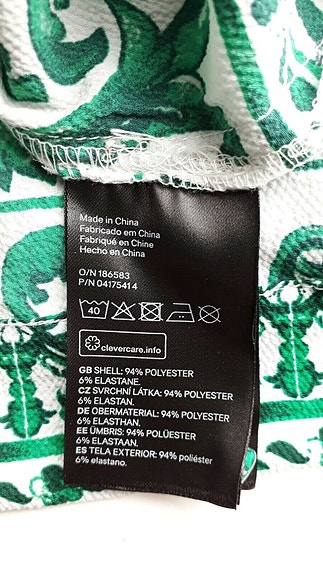 Made in China
Fabricado em China
Fabriqué en Chine
Hecho en China
O/N 186583
P/N 04175414
40
clevercare.info
GB SHELL: 94% POLYESTER
6% ELASTANE.
CZ SVRCHNÍ LÁTKA: 94% POLYESTER
6% ELASTAN.
DE OBERMATERIAL: 94% POLYESTER
6% ELASTHAN.
EE ÜMBRIS: 94% POLÜESTER
6% ELASTAAN.
ES TELA EXTERIOR: 94% poliéster
6% elastano.